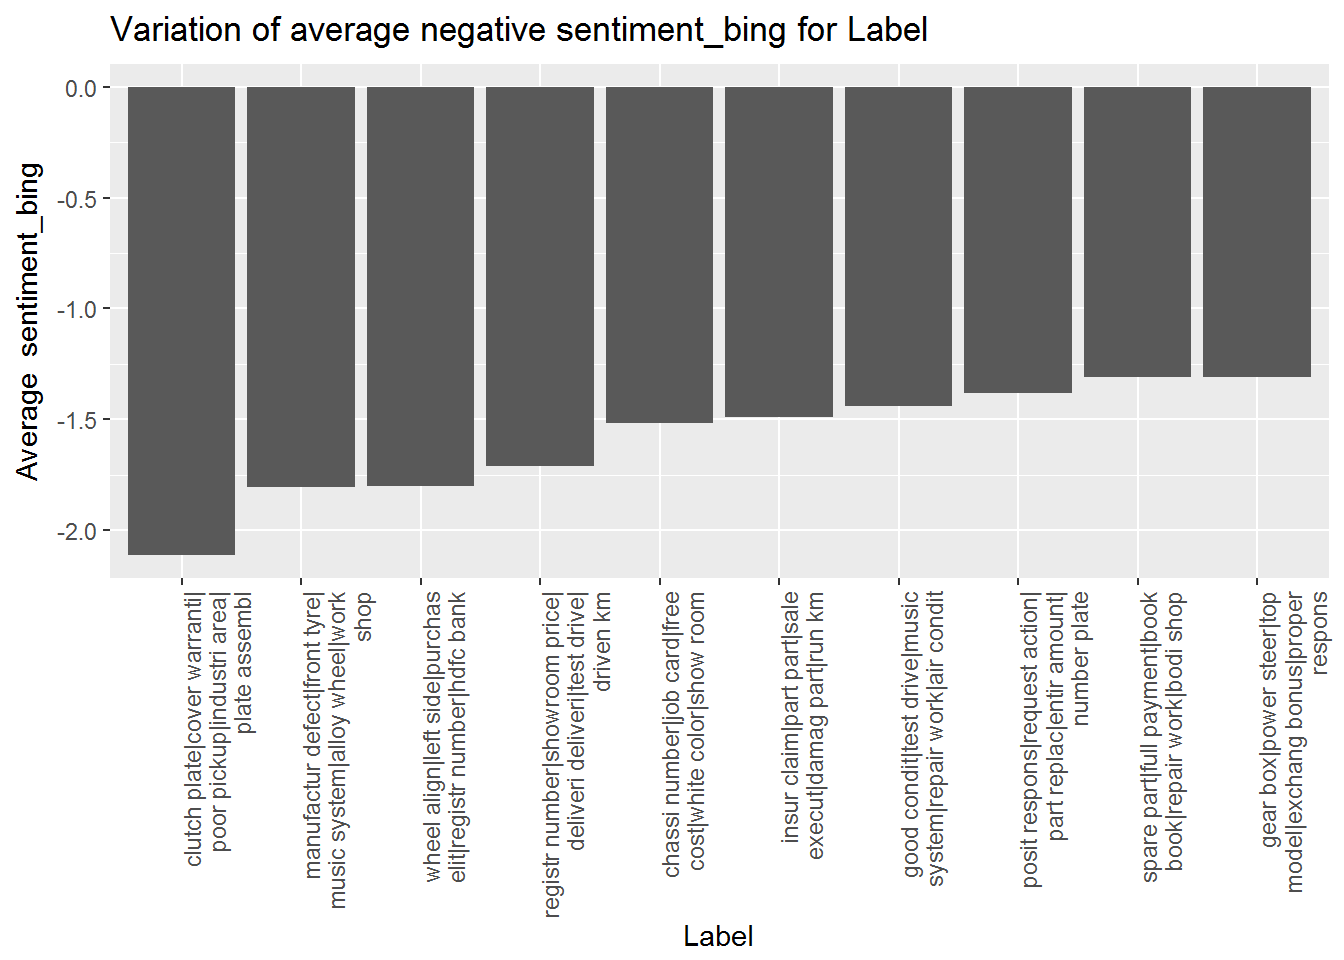 Variation of average negative sentiment_bing for Label
Average  sentiment_bing
0.0
-0.5
-1.0
-1.5
-2.0
clutch plate|cover warranti|
poor pickup|industri areal|
plate assembl
manufactur defect|front tyre|
music system|alloy wheel|work
shop
wheel align|left side|purchas
elit|registr number|hdfc bank
registr number|showroom price|
deliveri deliveri|test drive|
driven km
chassi number|job card|free
cost|white color|show room
insur claim|part part|sale
execut|damag part|run km
good condit|test drive|music
system|repair work|air condit
posit respons|request action|
part replac|entir amount|
number plate
spare part|full payment|book
book|repair work|bodi shop
gear box|power steer|top
model|exchang bonus|proper
respons
Label